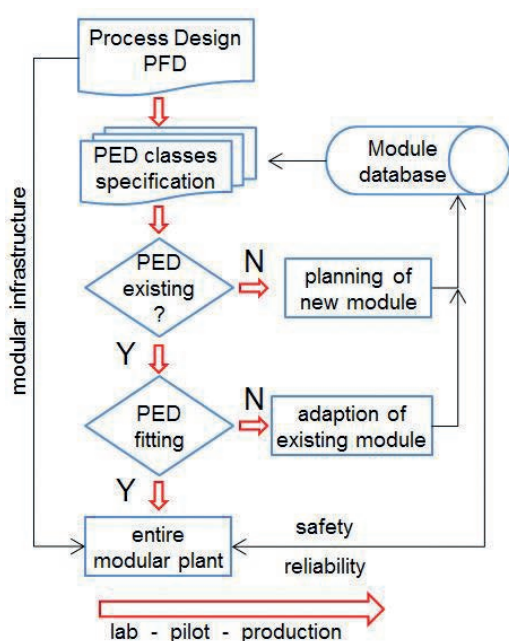 Process Design
PFD
PED classes
specification
Module
database
modular infrastructure
PED
existing
?
N
planning of
new module
Y
PED
fitting
N
adaption of
existing module
Y
entire
modular plant
safety
reliability
lab - pilot - production